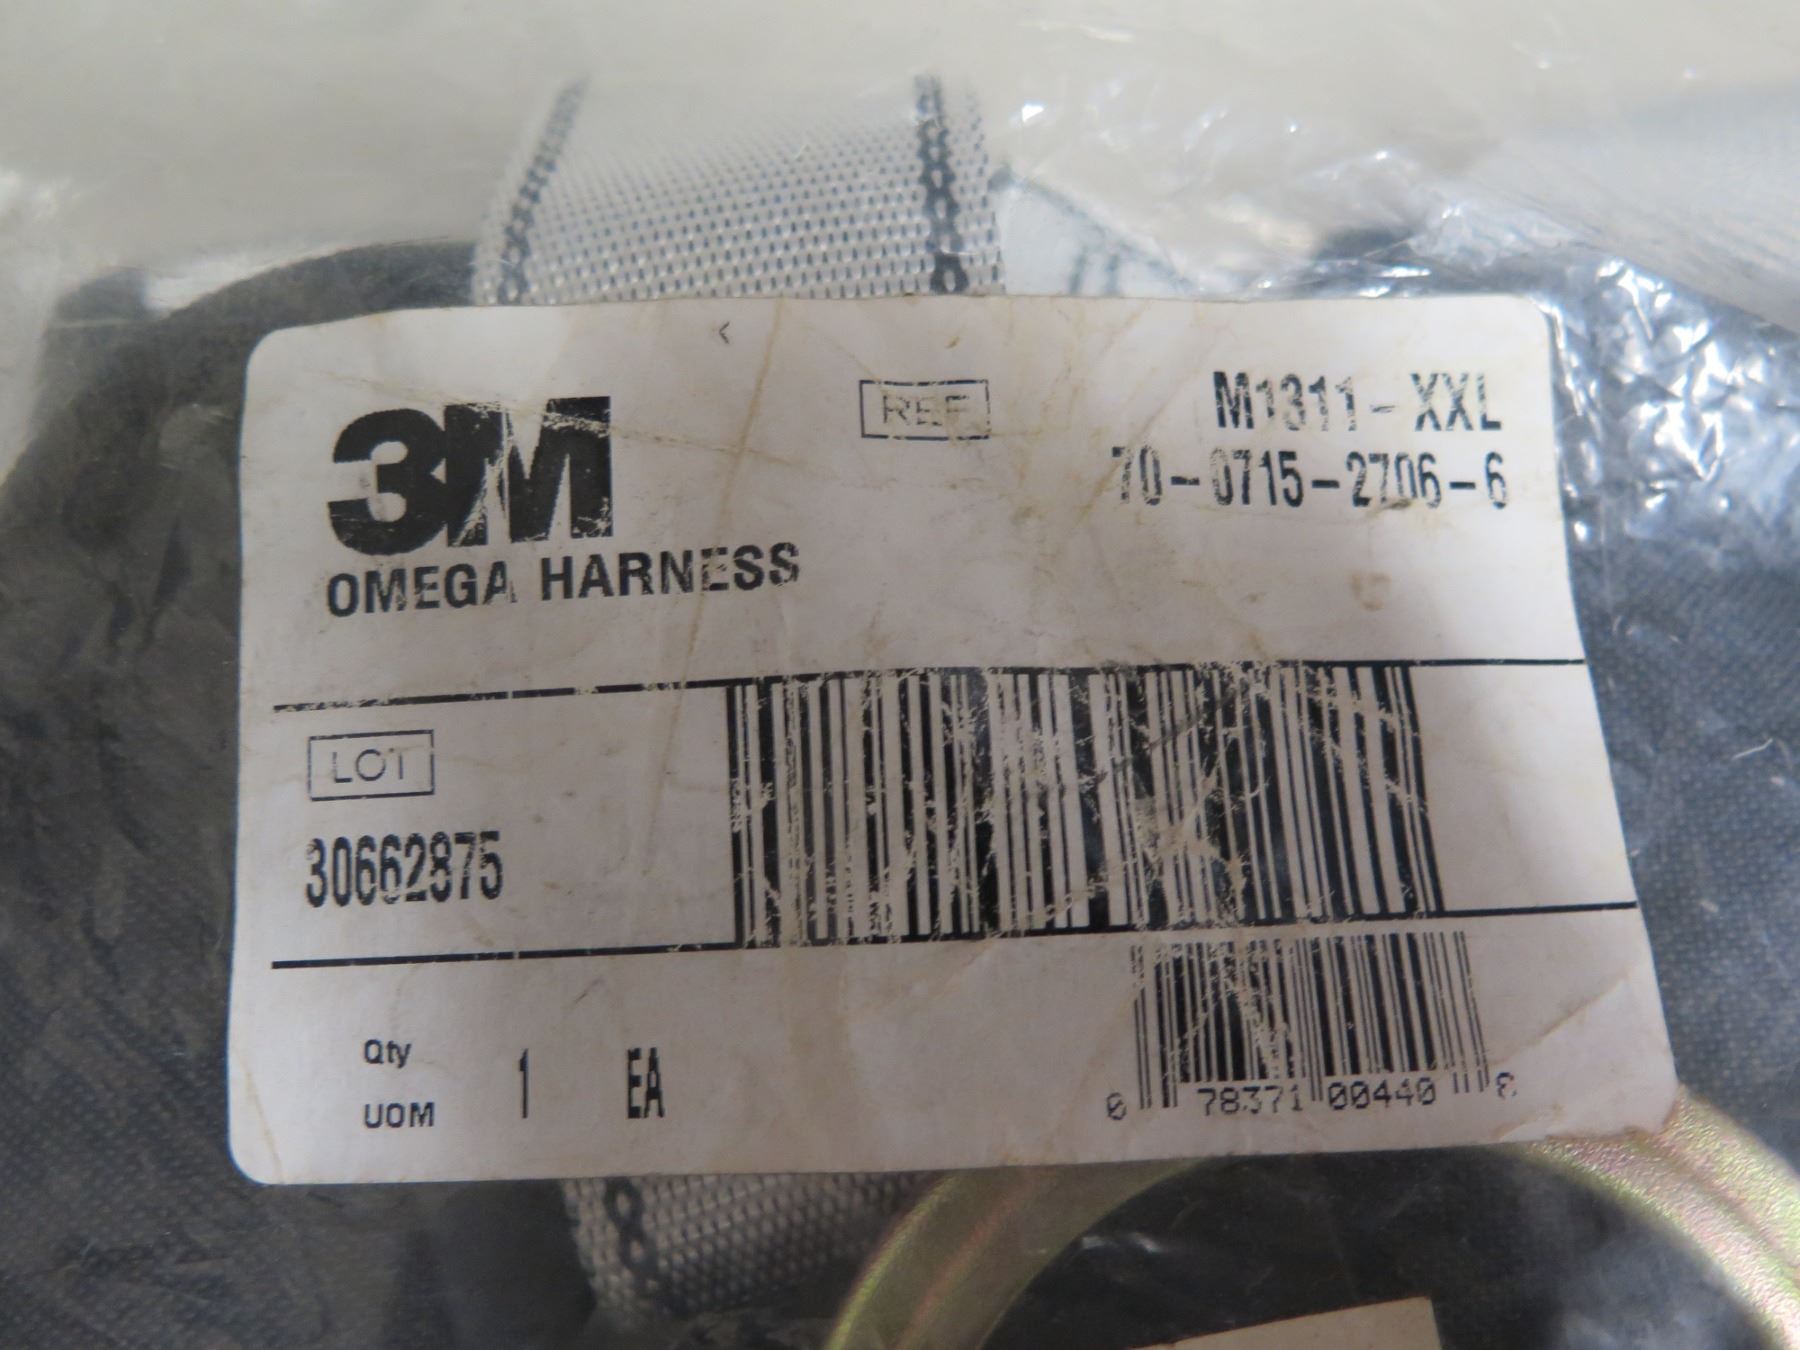 3M
OMEGA HARNESS
REF
M1311-XXL
70-0715-2706-6
LOT
30662875
Qty
UOM
1 EA
0 78371 00440